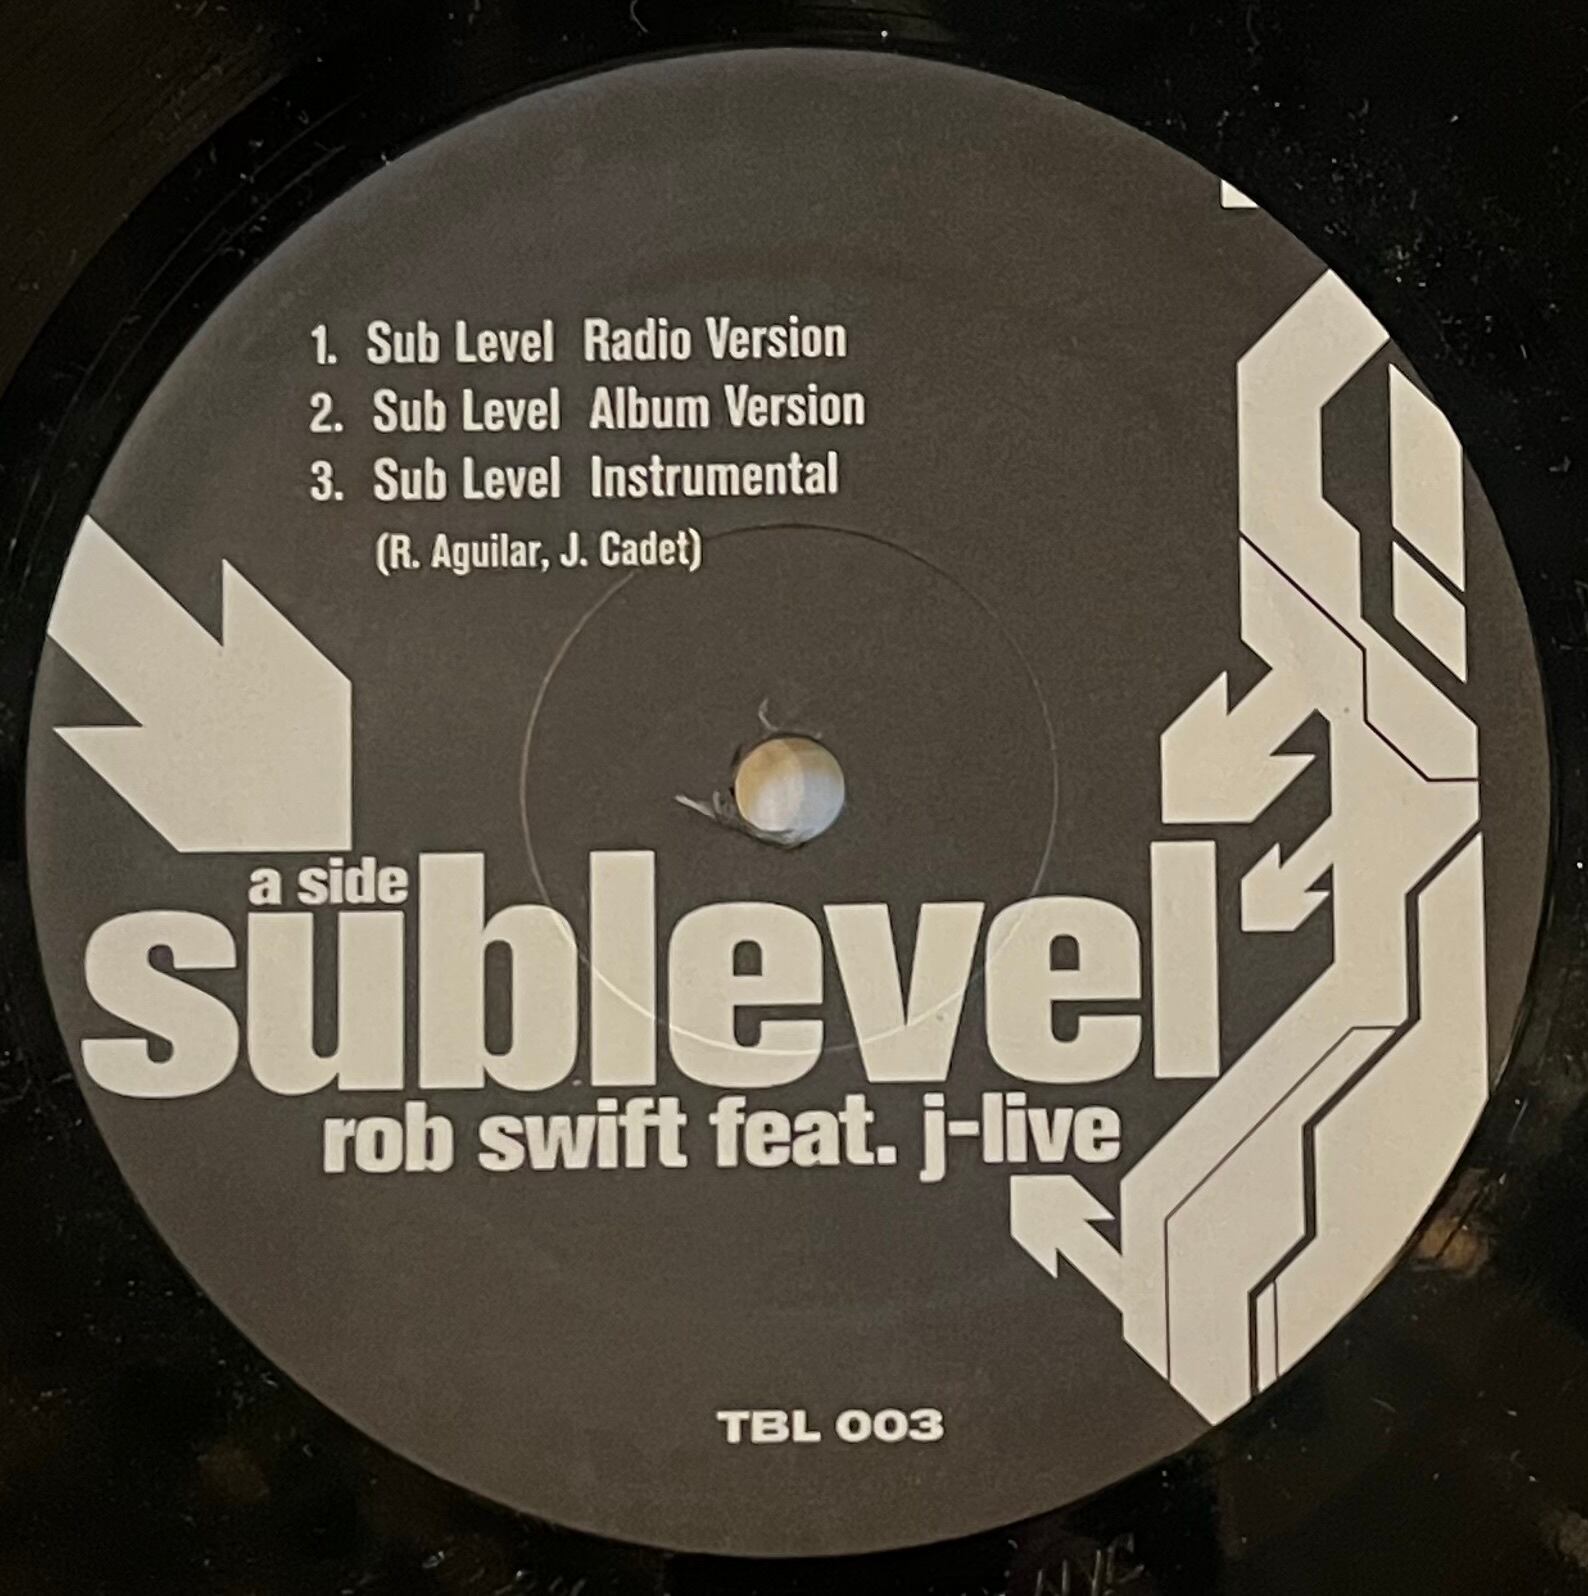 1. Sub Level Radio Version
2. Sub Level Album Version
3. Sub Level Instrumental
(R. Aguilar, J. Cadet)
a side
sublevel
rob swift feat. j-live
TBL 003